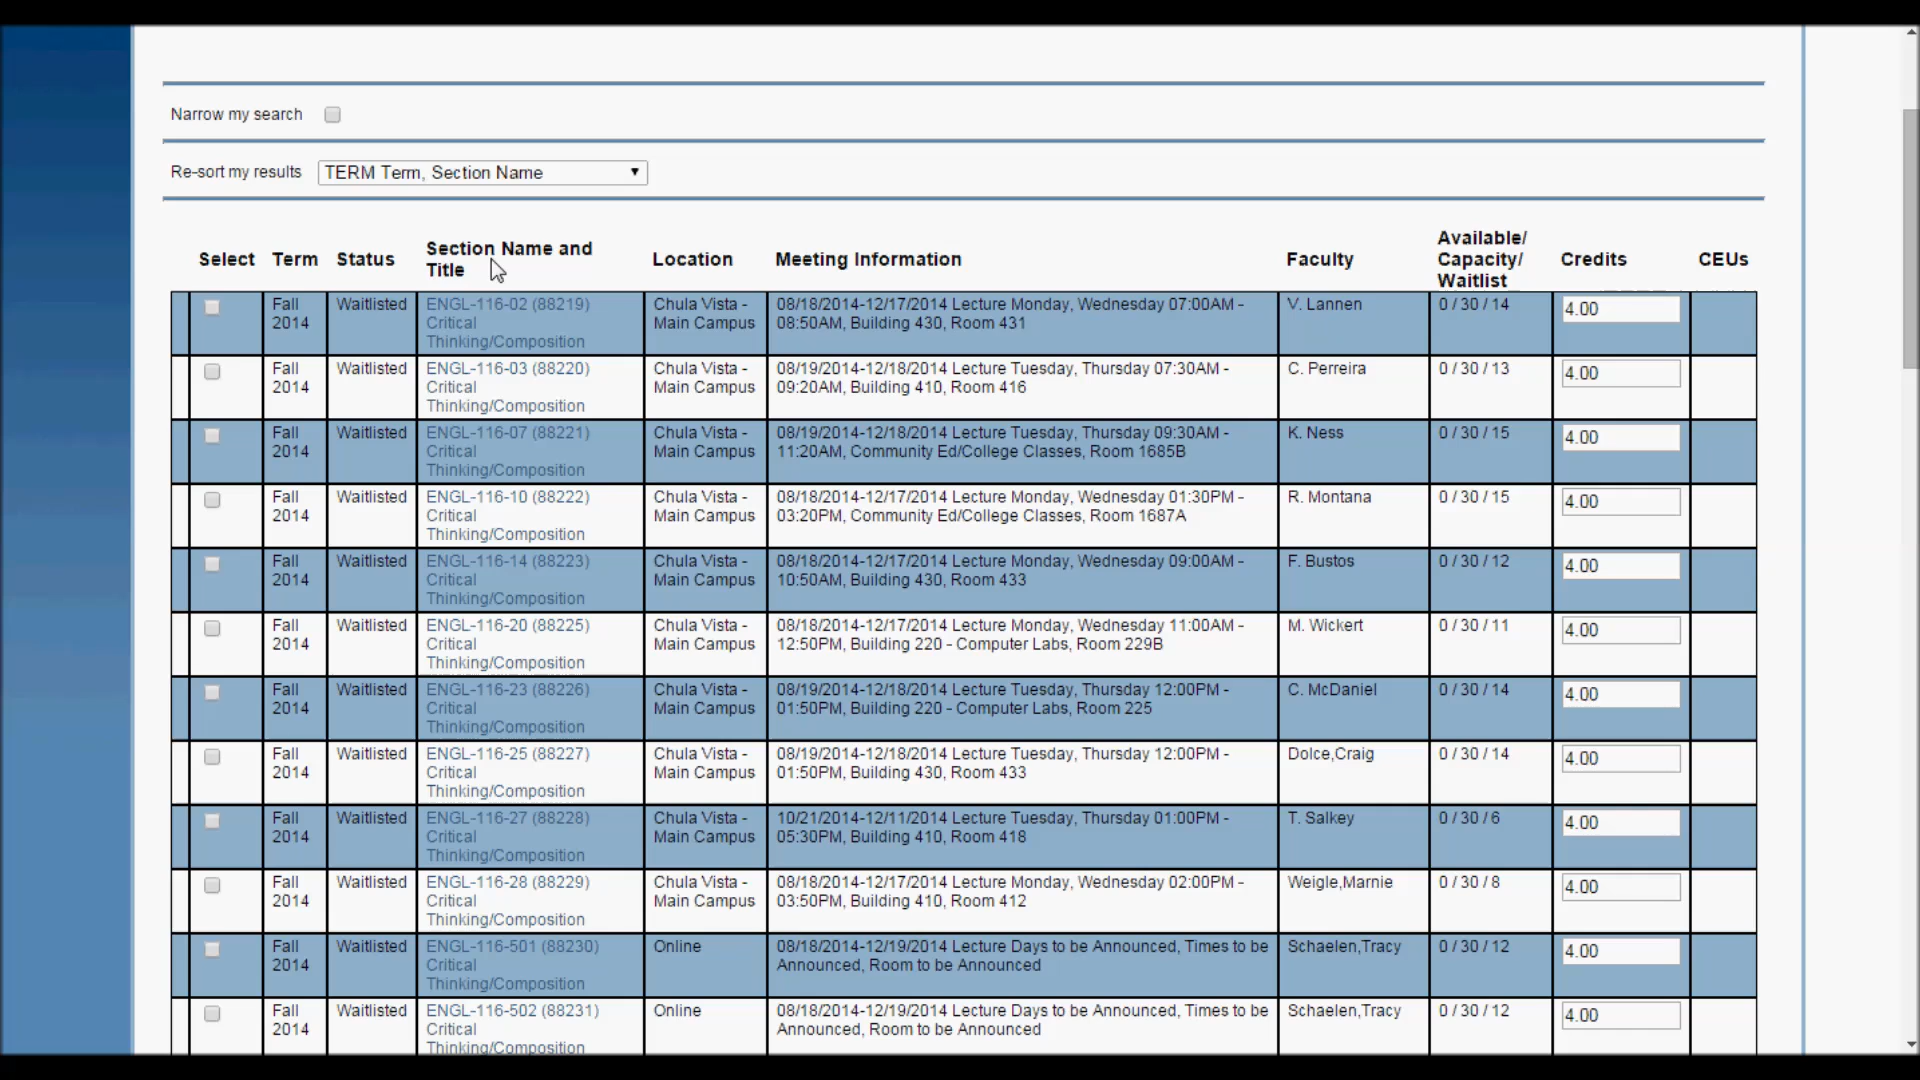 Narrow my search
Re-sort my results TERM Term, Section Name
Select Term Status Section Name and Title Location Meeting Information Faculty Available/ Capacity/ Waitlist Credits CEUs
Fall Waitlisted ENGL-116-02 (88219) Chula Vista - 08/18/2014-12/17/2014 Lecture Monday, Wednesday 07:00AM - V. Lannen 0 / 30 / 14 4.00
2014 Critical Main Campus 08:50AM, Building 430, Room 431
Thinking/Composition
Fall Waitlisted ENGL-116-03 (88220) Chula Vista - 08/19/2014-12/18/2014 Lecture Tuesday, Thursday 07:30AM - C. Perreira 0 / 30 / 13 4.00
2014 Critical Main Campus 09:20AM, Building 410, Room 416
Thinking/Composition
Fall Waitlisted ENGL-116-07 (88221) Chula Vista - 08/19/2014-12/18/2014 Lecture Tuesday, Thursday 09:30AM - K. Ness 0 / 30 / 15 4.00
2014 Critical Main Campus 11:20AM, Community Ed/College Classes, Room 1685B
Thinking/Composition
Fall Waitlisted ENGL-116-10 (88222) Chula Vista - 08/18/2014-12/17/2014 Lecture Monday, Wednesday 01:30PM - R. Montana 0 / 30 / 15 4.00
2014 Critical Main Campus 03:20PM, Community Ed/College Classes, Room 1687A
Thinking/Composition
Fall Waitlisted ENGL-116-14 (88223) Chula Vista - 08/18/2014-12/17/2014 Lecture Monday, Wednesday 09:00AM - F. Bustos 0 / 30 / 12 4.00
2014 Critical Main Campus 10:50AM, Building 430, Room 433
Thinking/Composition
Fall Waitlisted ENGL-116-20 (88225) Chula Vista - 08/18/2014-12/17/2014 Lecture Monday, Wednesday 11:00AM - M. Wickert 0 / 30 / 11 4.00
2014 Critical Main Campus 12:50PM, Building 220 - Computer Labs, Room 229B
Thinking/Composition
Fall Waitlisted ENGL-116-23 (88226) Chula Vista - 08/19/2014-12/18/2014 Lecture Tuesday, Thursday 12:00PM - C. McDaniel 0 / 30 / 14 4.00
2014 Critical Main Campus 01:50PM, Building 220 - Computer Labs, Room 225
Thinking/Composition
Fall Waitlisted ENGL-116-25 (88227) Chula Vista - 08/19/2014-12/18/2014 Lecture Tuesday, Thursday 12:00PM - Dolce,Craig 0 / 30 / 14 4.00
2014 Critical Main Campus 01:50PM, Building 430, Room 433
Thinking/Composition
Fall Waitlisted ENGL-116-27 (88228) Chula Vista - 10/21/2014-12/11/2014 Lecture Tuesday, Thursday 01:00PM - T. Salkey 0 / 30 / 6 4.00
2014 Critical Main Campus 05:30PM, Building 410, Room 418
Thinking/Composition
Fall Waitlisted ENGL-116-28 (88229) Chula Vista - 08/18/2014-12/17/2014 Lecture Monday, Wednesday 02:00PM - Weigle,Marnie 0 / 30 / 8 4.00
2014 Critical Main Campus 03:50PM, Building 410, Room 412
Thinking/Composition
Fall Waitlisted ENGL-116-501 (88230) Online 08/18/2014-12/19/2014 Lecture Days to be Announced, Times to be Schaelen,Tracy 0 / 30 / 12 4.00
2014 Critical Announced, Room to be Announced
Thinking/Composition
Fall Waitlisted ENGL-116-502 (88231) Online 08/18/2014-12/19/2014 Lecture Days to be Announced, Times to be Schaelen,Tracy 0 / 30 / 12 4.00
2014 Critical Announced, Room to be Announced
Thinking/Composition